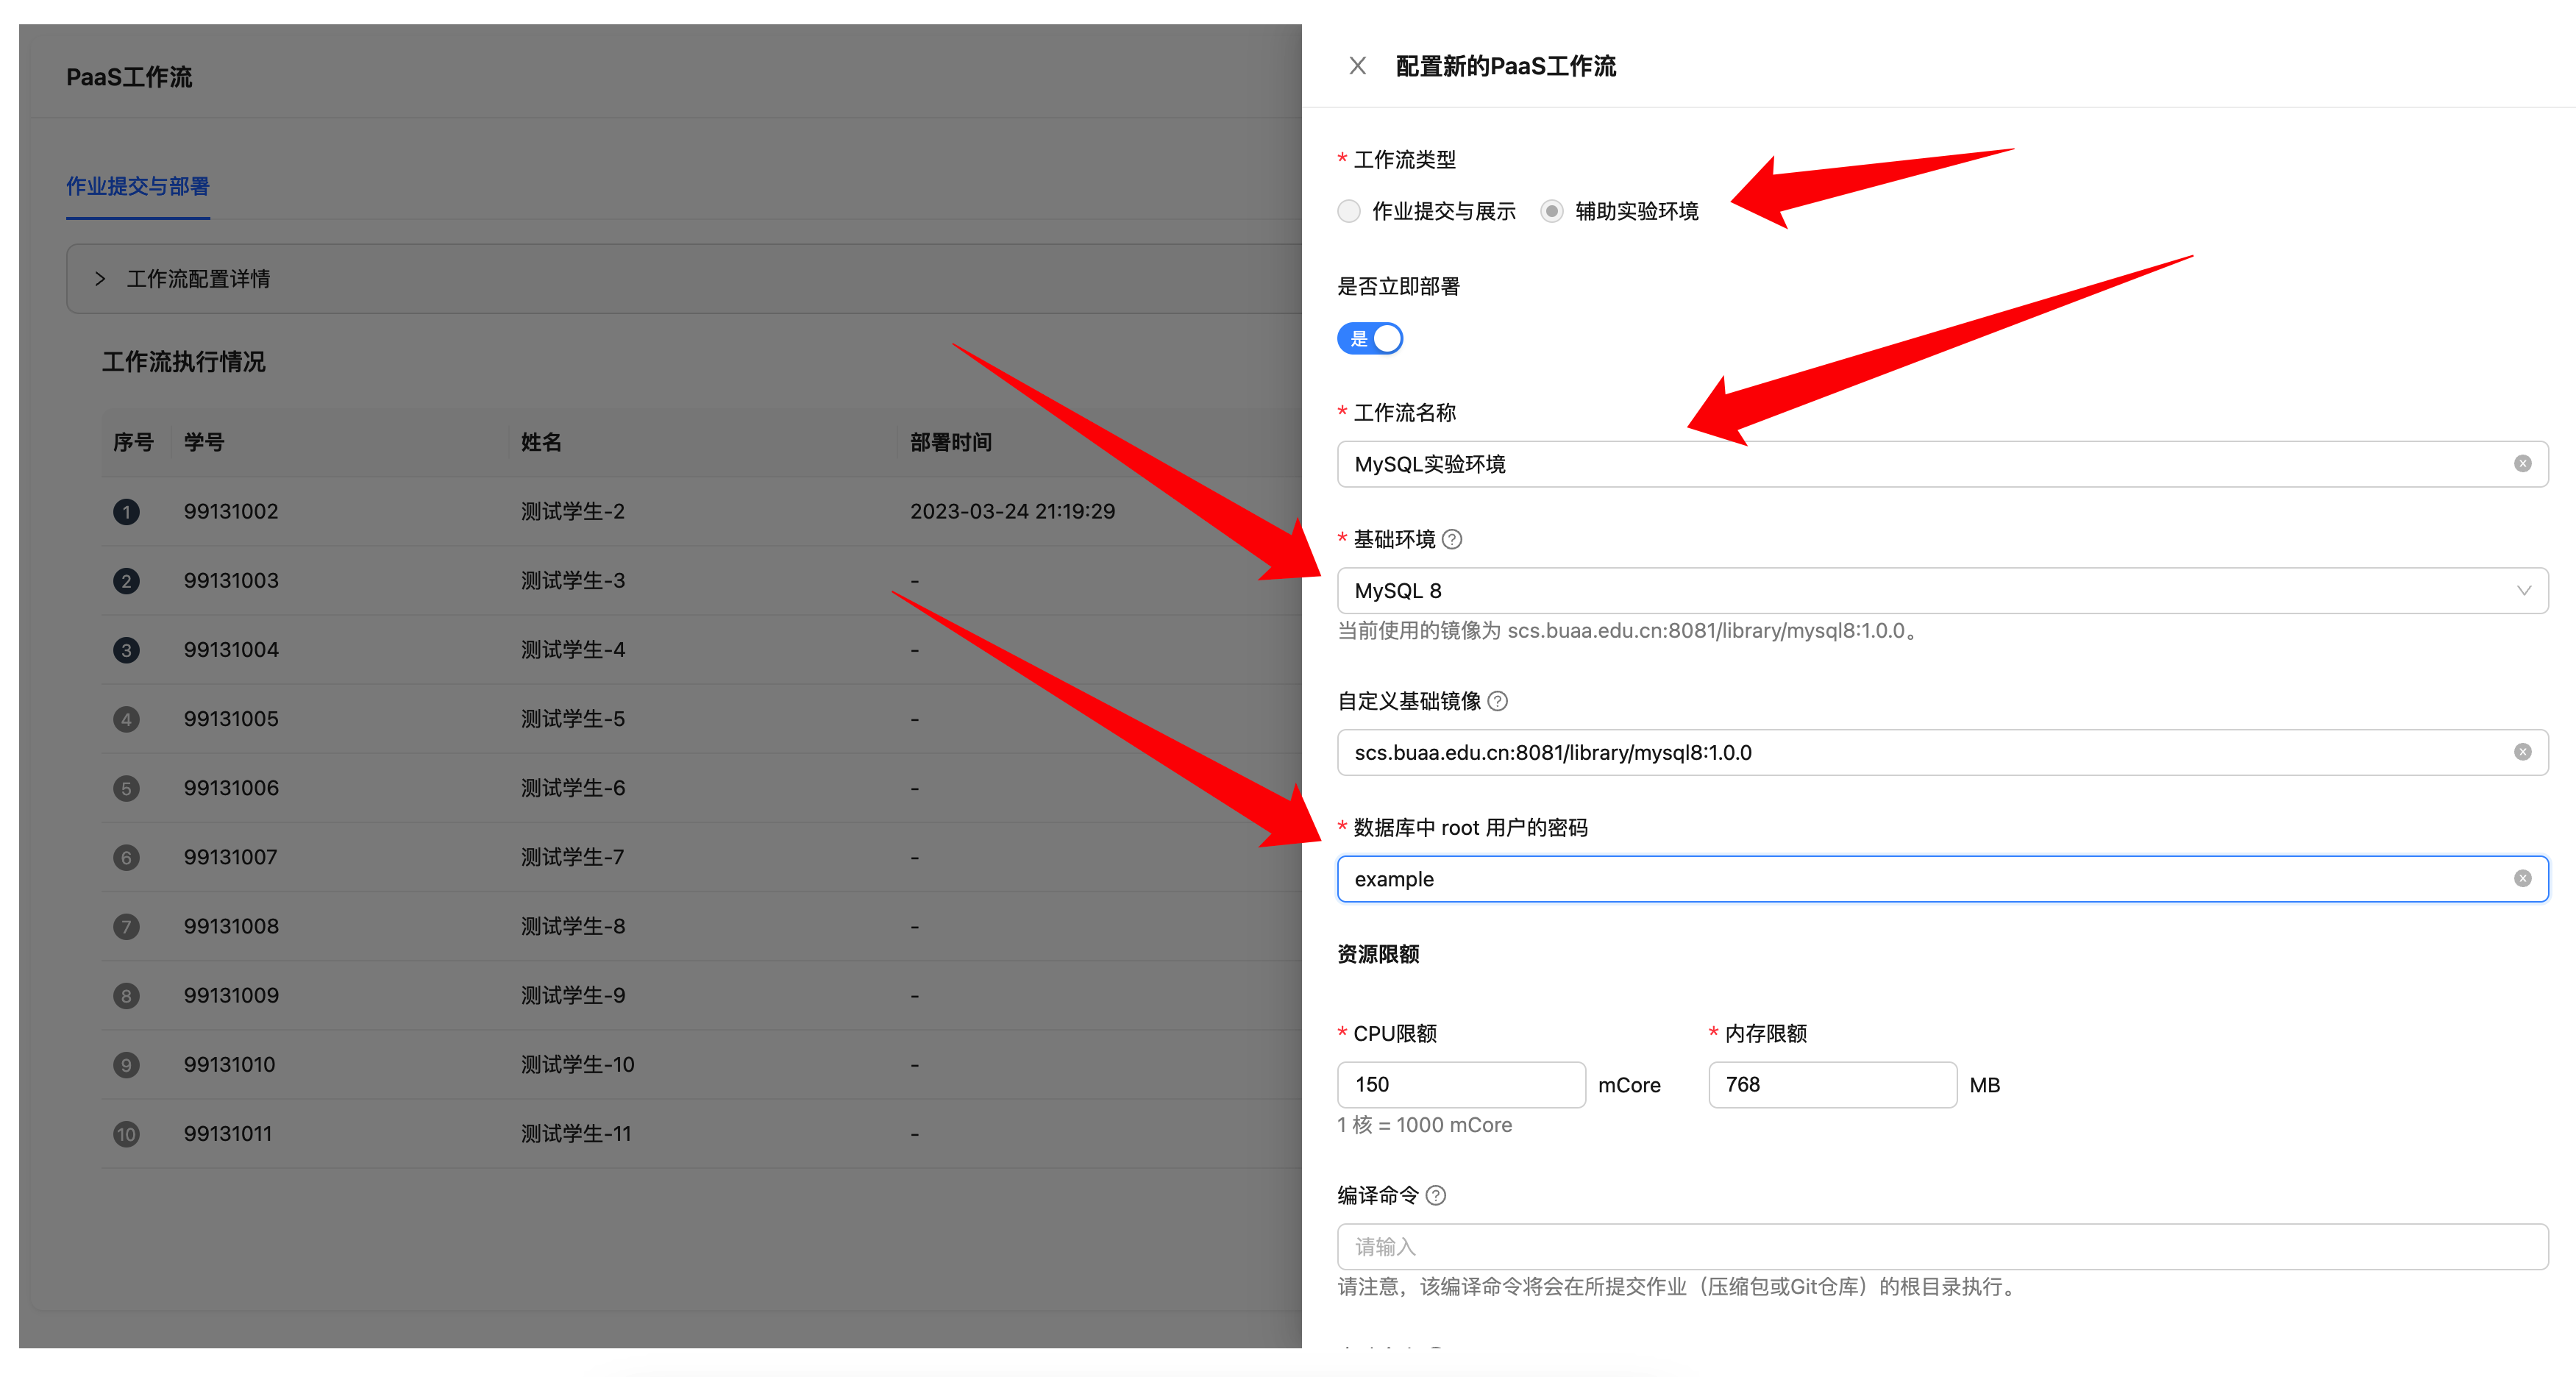 PaaS工作流
作业提交与部署
工作流配置详情
工作流执行情况
序号 学号 姓名 部署时间
1 99131002 测试学生-2 2023-03-24 21:19:29
2 99131003 测试学生-3 -
3 99131004 测试学生-4 -
4 99131005 测试学生-5 -
5 99131006 测试学生-6 -
6 99131007 测试学生-7 -
7 99131008 测试学生-8 -
8 99131009 测试学生-9 -
9 99131010 测试学生-10 -
10 99131011 测试学生-11 -
配置新的PaaS工作流
* 工作流类型
作业提交与展示 辅助实验环境
是否立即部署
是
* 工作流名称
MySQL实验环境
* 基础环境
MySQL 8
当前使用的镜像为 scs.buaa.edu.cn:8081/library/mysql8:1.0.0。
自定义基础镜像
scs.buaa.edu.cn:8081/library/mysql8:1.0.0
* 数据库中 root 用户的密码
example
资源限额
* CPU限额 * 内存限额
150 mCore 768 MB
1 核 = 1000 mCore
编译命令
请输入
请注意，该编译命令将会在所提交作业（压缩包或Git仓库）的根目录执行。